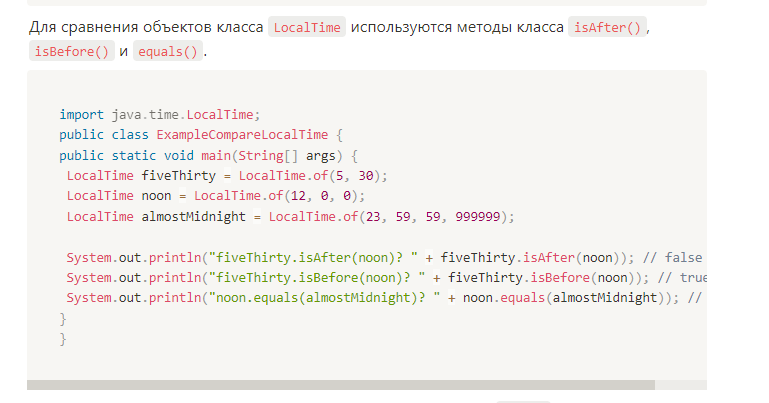 Для сравнения объектов класса LocalTime используются методы класса isAfter(),
isBefore() и equals().
import java.time.LocalTime;
public class ExampleCompareLocalTime {
public static void main(String[] args) {
LocalTime fiveThirty = LocalTime.of(5, 30);
LocalTime noon = LocalTime.of(12, 0, 0);
LocalTime almostMidnight = LocalTime.of(23, 59, 59, 999999);
System.out.println("fiveThirty.isAfter(noon)? " + fiveThirty.isAfter(noon)); // false
System.out.println("fiveThirty.isBefore(noon)? " + fiveThirty.isBefore(noon)); // true
System.out.println("noon.equals(almostMidnight)? " + noon.equals(almostMidnight)); //
}
}